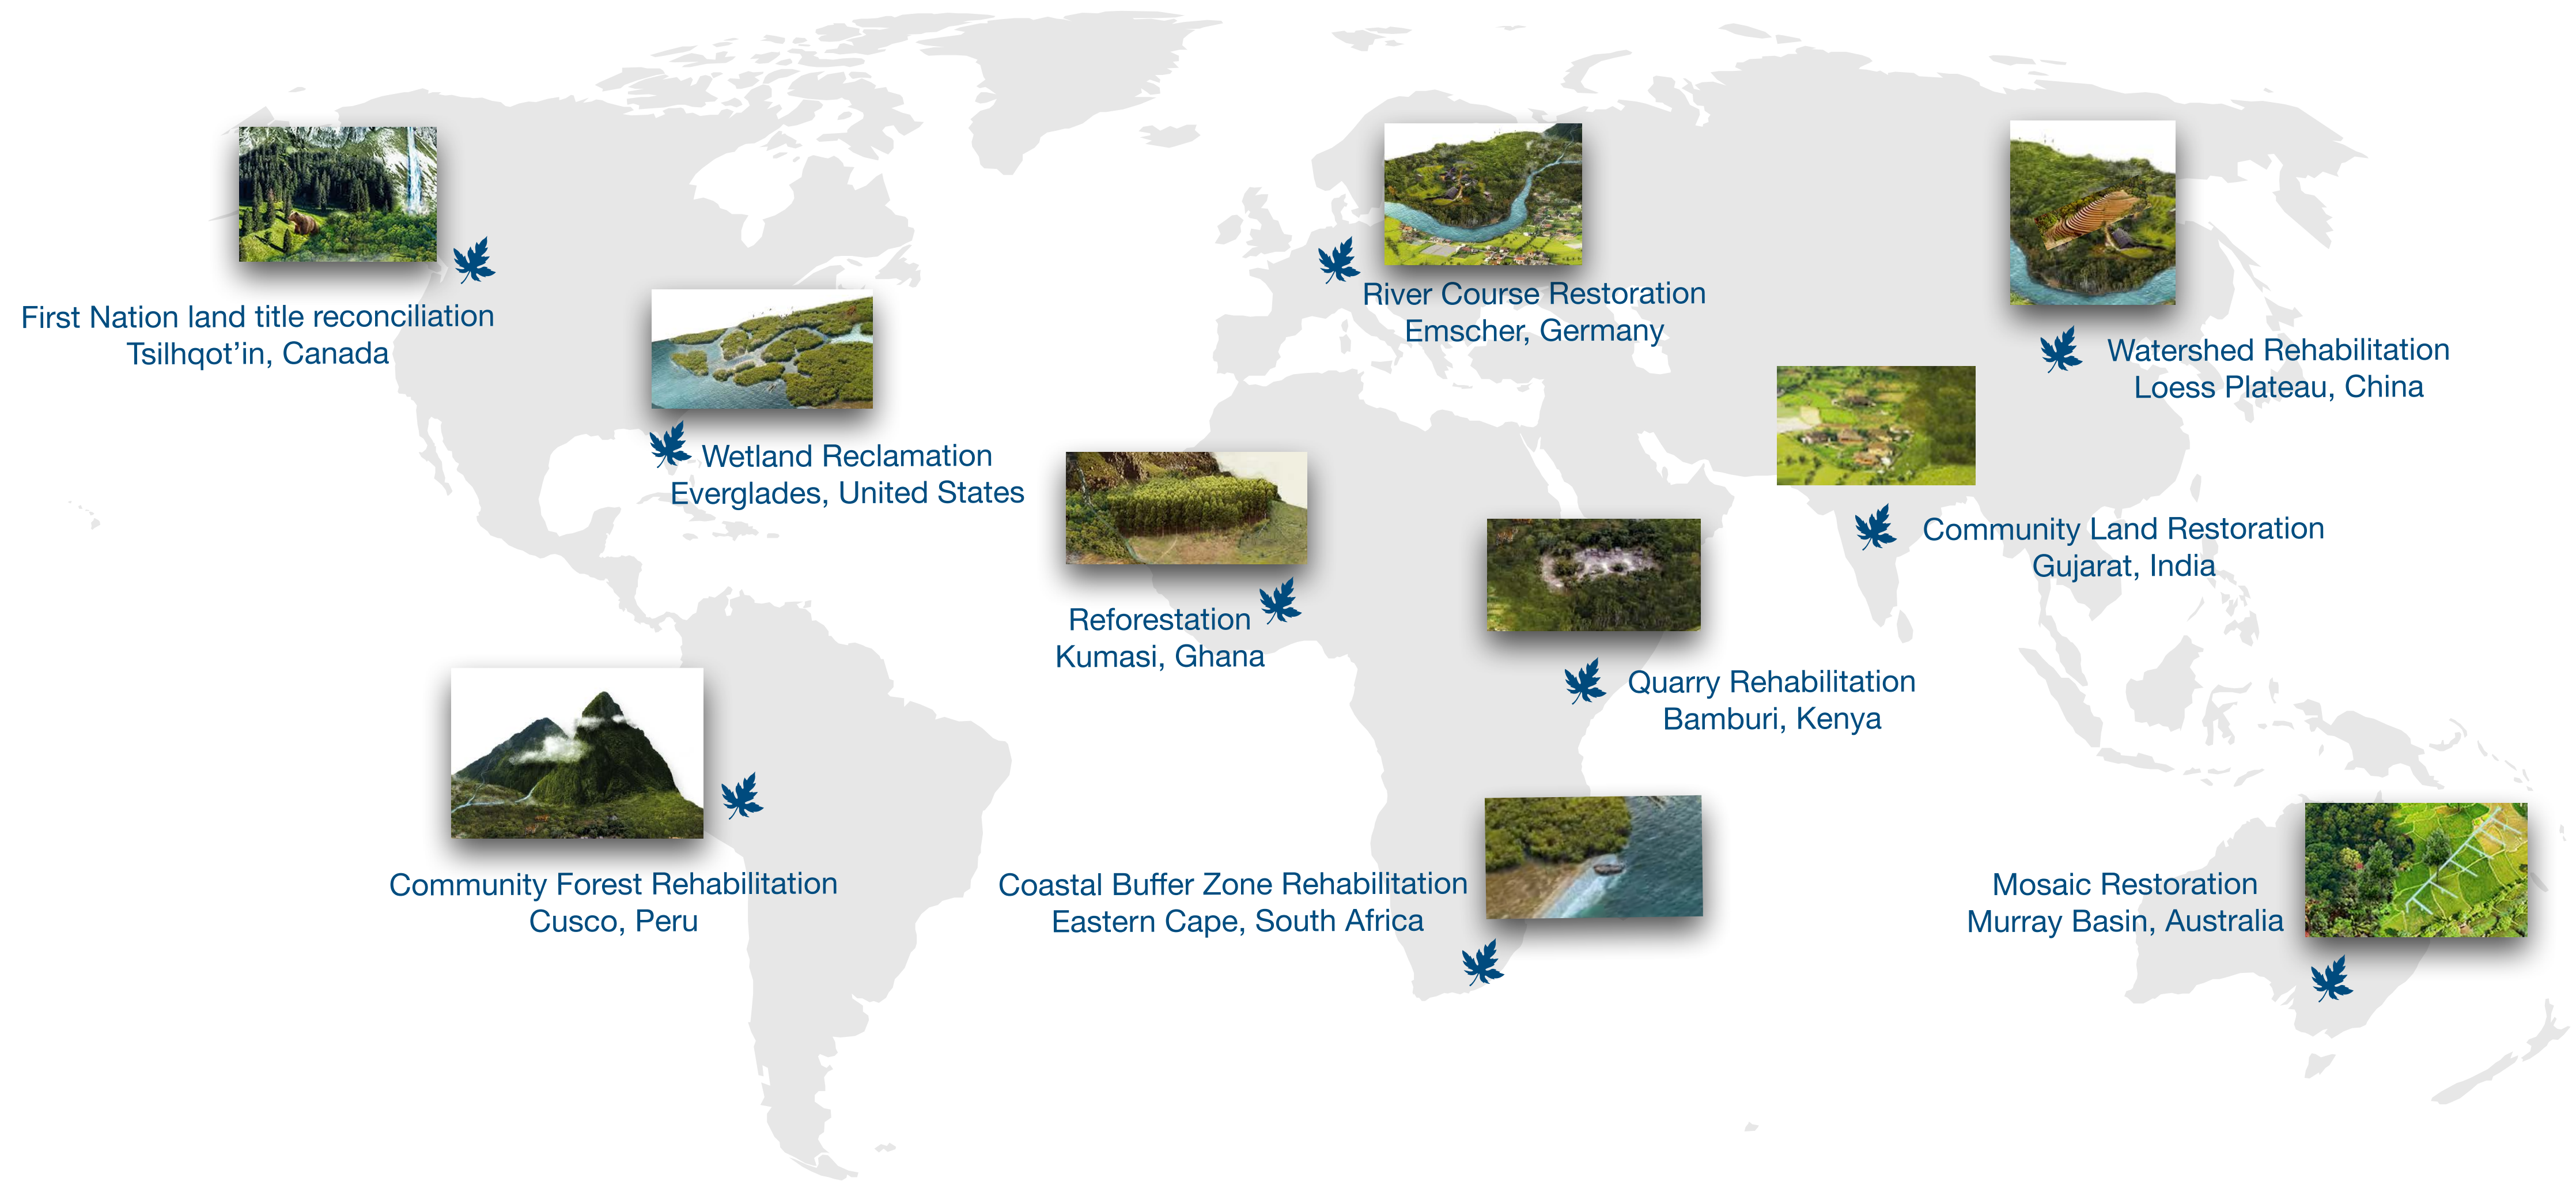 First Nation land title reconciliation
Tsilhqot’in, Canada
River Course Restoration
Emscher, Germany
Watershed Rehabilitation
Loess Plateau, China
Wetland Reclamation
Everglades, United States
Community Land Restoration
Gujarat, India
Reforestation
Kumasi, Ghana
Quarry Rehabilitation
Bamburi, Kenya
Community Forest Rehabilitation
Cusco, Peru
Coastal Buffer Zone Rehabilitation
Eastern Cape, South Africa
Mosaic Restoration
Murray Basin, Australia